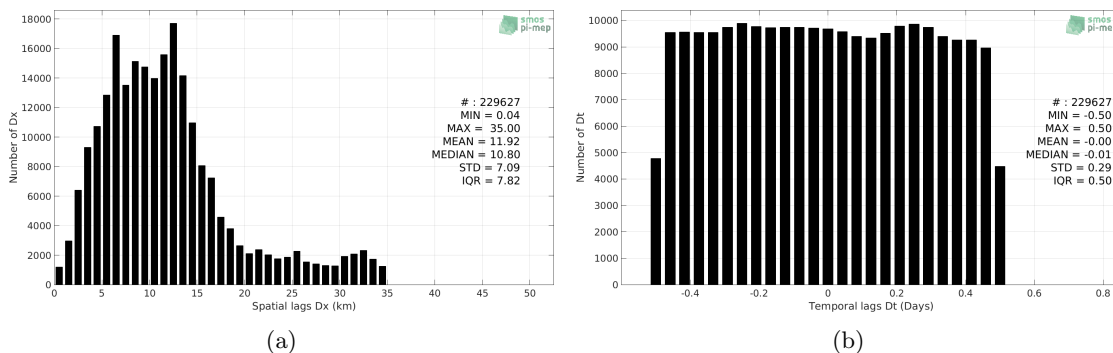 18000
16000
14000
12000
10000
8000
6000
4000
2000
0
Number of Dx
0 5 10 15 20 25 30 35 40 45 50
Spatial lags Dx (km)
smos
pi-mep
# : 229627
MIN = 0.04
MAX = 35.00
MEAN = 11.92
MEDIAN = 10.80
STD = 7.09
IQR = 7.82
(a)
10000
9000
8000
7000
6000
5000
4000
3000
2000
1000
0
Number of Dt
-0.4 -0.2 0 0.2 0.4 0.6 0.8
Temporal lags Dt (Days)
smos
pi-mep
# : 229627
MIN = -0.50
MAX = 0.50
MEAN = -0.00
MEDIAN = -0.01
STD = 0.29
IQR = 0.50
(b)